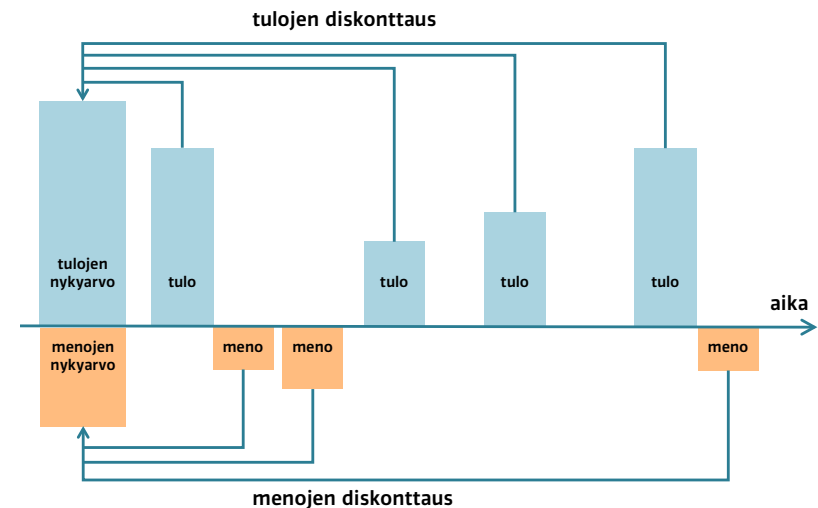 tulojen diskonttaus
tulojen
nykyarvo
tulo
tulo
tulo
tulo
aika
menojen
nykyarvo
meno
meno
meno
menojen diskonttaus